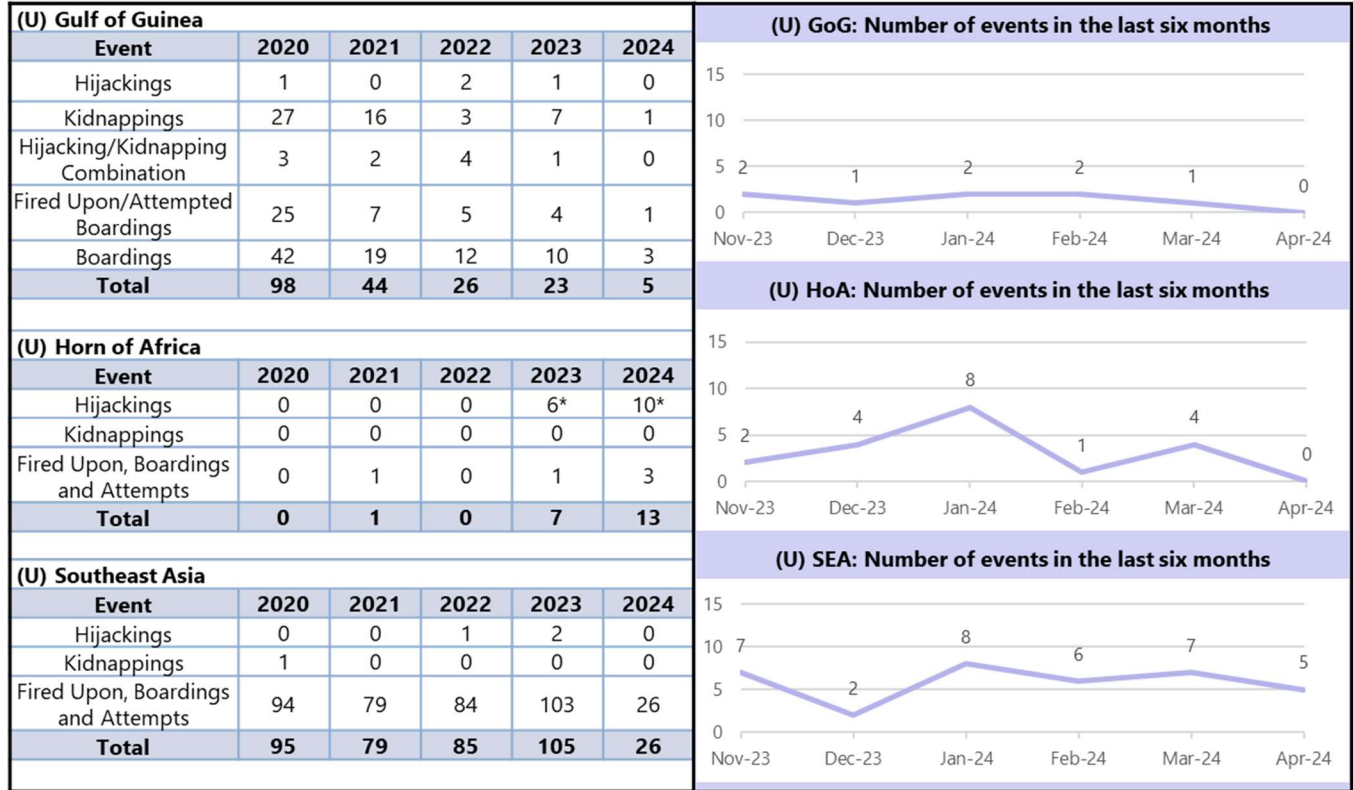 (U) Gulf of Guinea
Event 2020 2021 2022 2023 2024
Hijackings 1 0 2 1 0
Kidnappings 27 16 3 7 1
Hijacking/Kidnapping
Combination 3 2 4 1 0
Fired Upon/Attempted
Boardings 25 7 5 4 1
Boardings 42 19 12 10 3
Total 98 44 26 23 5
(U) Horn of Africa
Event 2020 2021 2022 2023 2024
Hijackings 0 0 0 6* 10*
Kidnappings 0 0 0 0 0
Fired Upon, Boardings
and Attempts 0 1 0 1 3
Total 0 1 0 7 13
(U) Southeast Asia
Event 2020 2021 2022 2023 2024
Hijackings 0 0 1 2 0
Kidnappings 1 0 0 0 0
Fired Upon, Boardings
and Attempts 94 79 84 103 26
Total 95 79 85 105 26
(U) GoG: Number of events in the last six months
15
10
5
0
2 1 2 2 1 0
Nov-23 Dec-23 Jan-24 Feb-24 Mar-24 Apr-24
(U) HoA: Number of events in the last six months
15
10
5
0
2 4 8 1 4 0
Nov-23 Dec-23 Jan-24 Feb-24 Mar-24 Apr-24
(U) SEA: Number of events in the last six months
15
10
5
0
7 2 8 6 7 5
Nov-23 Dec-23 Jan-24 Feb-24 Mar-24 Apr-24